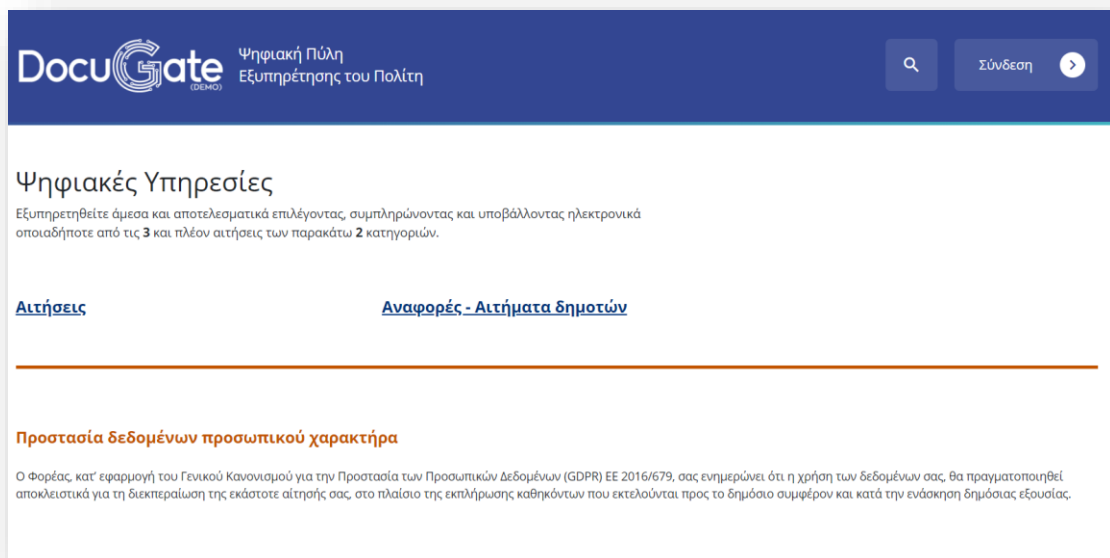 DocuGate
(DEMO)
Ψηφιακή Πύλη
Εξυπηρέτησης του Πολίτη
Σύνδεση
Ψηφιακές Υπηρεσίες
Εξυπηρετηθείτε άμεσα και αποτελεσματικά επιλέγοντας, συμπληρώνοντας και υποβάλλοντας ηλεκτρονικά
οποιαδήποτε από τις 3 και πλέον αιτήσεις των παρακάτω 2 κατηγοριών.
Αιτήσεις
Αναφορές - Αιτήματα δημοτών
Προστασία δεδομένων προσωπικού χαρακτήρα
Ο Φορέας, κατ’ εφαρμογή του Γενικού Κανονισμού για την Προστασία των Προσωπικών Δεδομένων (GDPR) ΕΕ 2016/679, σας ενημερώνει ότι η χρήση των δεδομένων σας, θα πραγματοποιηθεί
αποκλειστικά για τη διεκπεραίωση της εκάστοτε αίτησής σας, στο πλαίσιο της εκπλήρωσης καθηκόντων που εκτελούνται προς το δημόσιο συμφέρον και κατά την ενάσκηση δημόσιας εξουσίας.